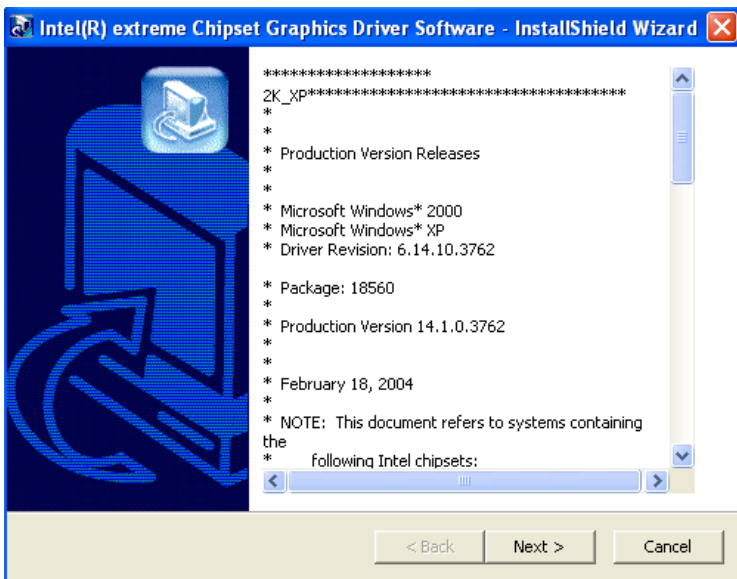 Intel(R) extreme Chipset Graphics Driver Software - InstallShield Wizard
*******************
2K_XP************************************
*
*
* Production Version Releases
*
*
* Microsoft Windows* 2000
* Microsoft Windows* XP
* Driver Revision: 6.14.10.3762
* Package: 18560
*
* Production Version 14.1.0.3762
*
*
* February 18, 2004
*
* NOTE: This document refers to systems containing
the
* following Intel chipsets:
< Back
Next >
Cancel